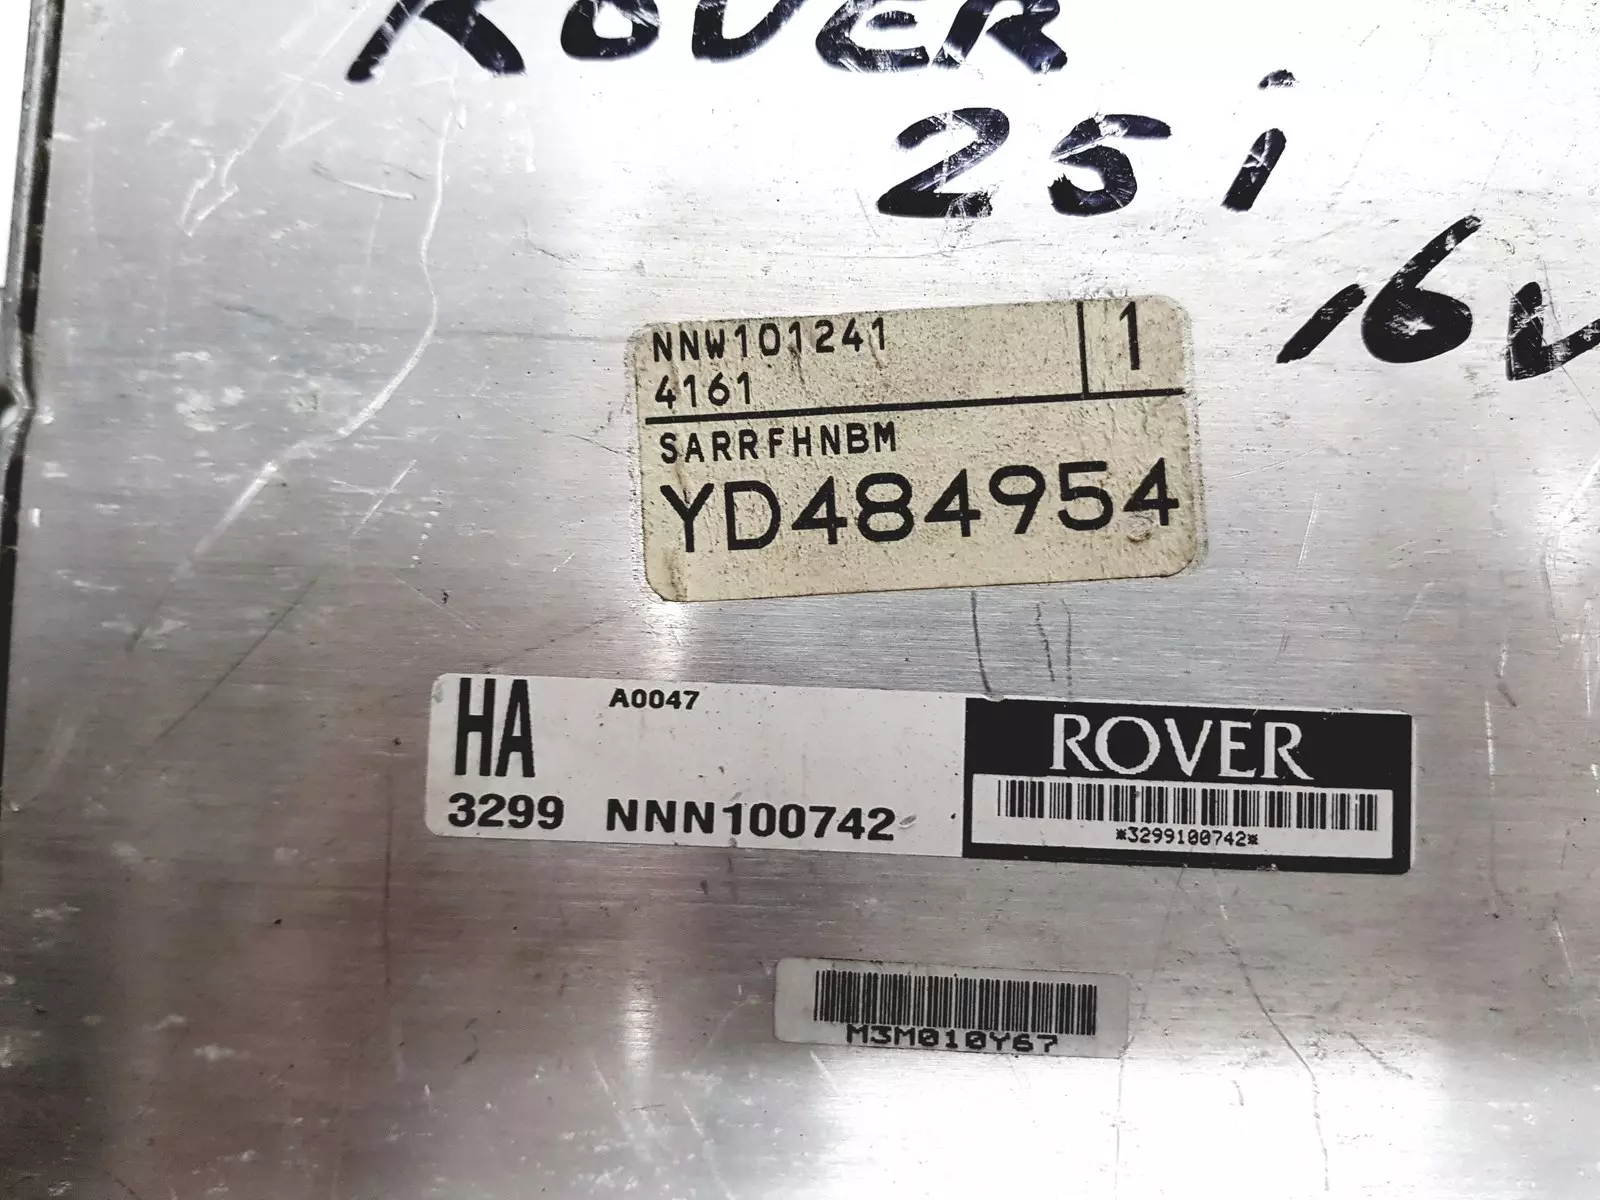 ROVER
25 i
16V
NNW101241
1
4161
SARRFHNBM
YD484954
HA
A0047
3299
NNN100742
ROVER
*3299100742*
M3M010Y67